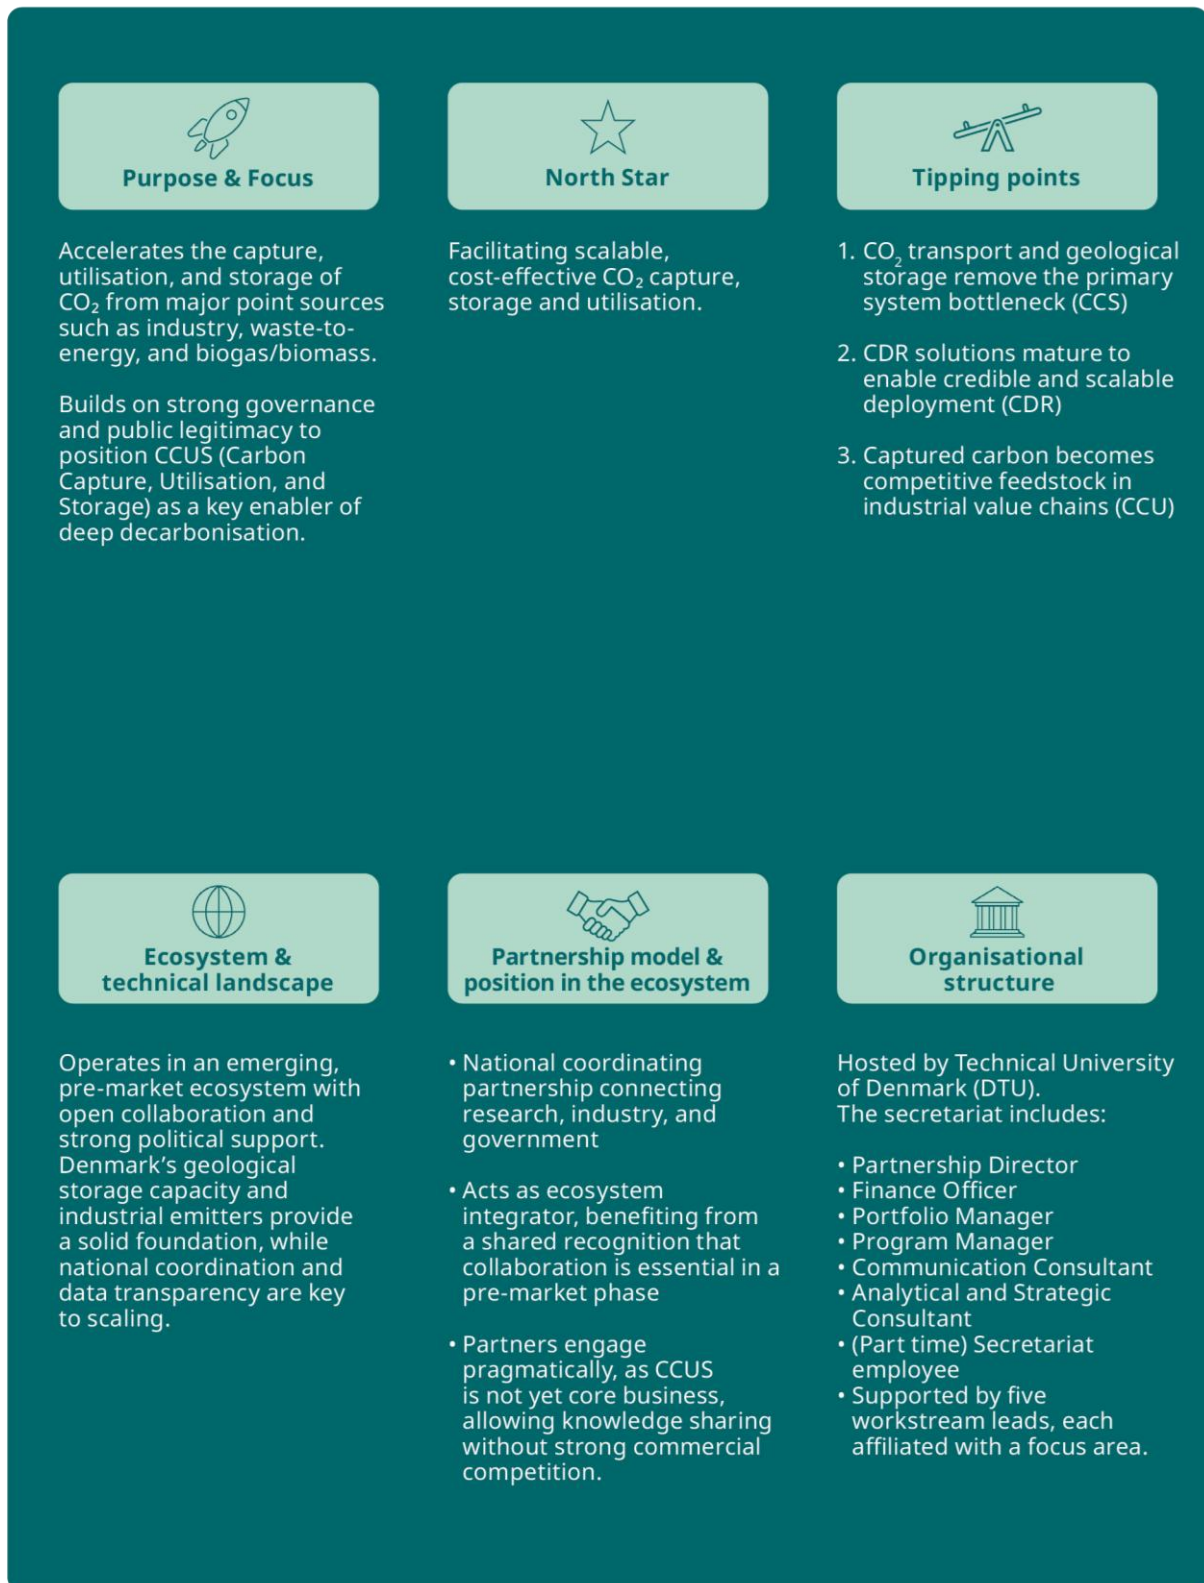 Purpose & Focus
Accelerates the capture,
utilisation, and storage of
CO₂ from major point sources
such as industry, waste-to-
energy, and biogas/biomass.
Builds on strong governance
and public legitimacy to
position CCUS (Carbon
Capture, Utilisation, and
Storage) as a key enabler of
deep decarbonisation.
North Star
Facilitating scalable,
cost-effective CO₂ capture,
storage and utilisation.
Tipping points
1. CO₂ transport and geological
storage remove the primary
system bottleneck (CCS)
2. CDR solutions mature to
enable credible and scalable
deployment (CDR)
3. Captured carbon becomes
competitive feedstock in
industrial value chains (CCU)
Ecosystem &
technical landscape
Operates in an emerging,
pre-market ecosystem with
open collaboration and
strong political support.
Denmark’s geological
storage capacity and
industrial emitters provide
a solid foundation, while
national coordination and
data transparency are key
to scaling.
Partnership model &
position in the ecosystem
• National coordinating
partnership connecting
research, industry, and
government
• Acts as ecosystem
integrator, benefiting from
a shared recognition that
collaboration is essential in a
pre-market phase
• Partners engage
pragmatically, as CCUS
is not yet core business,
allowing knowledge sharing
without strong commercial
competition.
Organisational
structure
Hosted by Technical University
of Denmark (DTU).
The secretariat includes:
• Partnership Director
• Finance Officer
• Portfolio Manager
• Program Manager
• Communication Consultant
• Analytical and Strategic
Consultant
• (Part time) Secretariat
employee
• Supported by five
workstream leads, each
affiliated with a focus area.